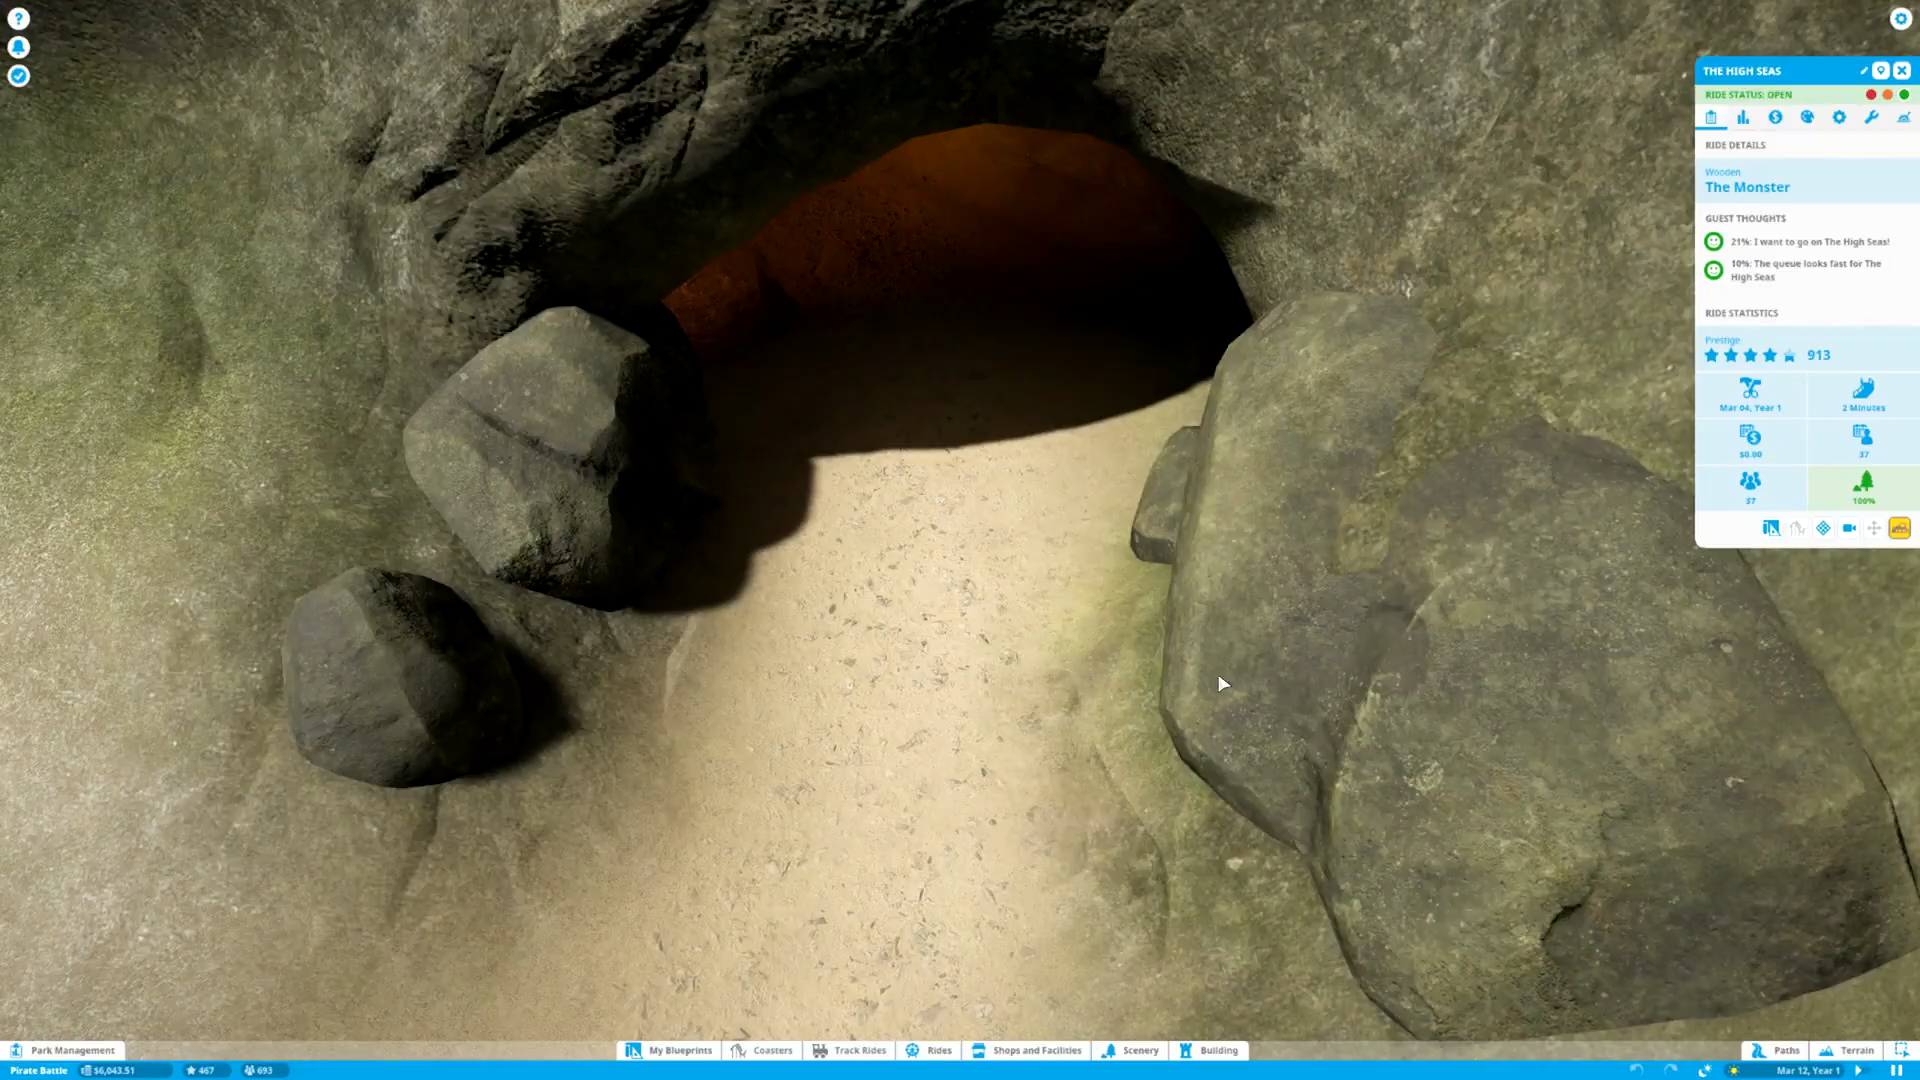 ?
THE HIGH SEAS
RIDE STATUS: OPEN
RIDE DETAILS
Wooden
The Monster
GUEST THOUGHTS
21%: I want to go on The High Seas!
10%: The queue looks fast for The
High Seas
RIDE STATISTICS
Prestige
913
Mar 04, Year 1
2 Minutes
$0.00
37
37
100%
Park Management
My Blueprints
Coasters
Track Rides
Rides
Shops and Facilities
Scenery
Building
Paths
Terrain
Pirate Battle
$6,043.51
467
693
Mar 12, Year 1